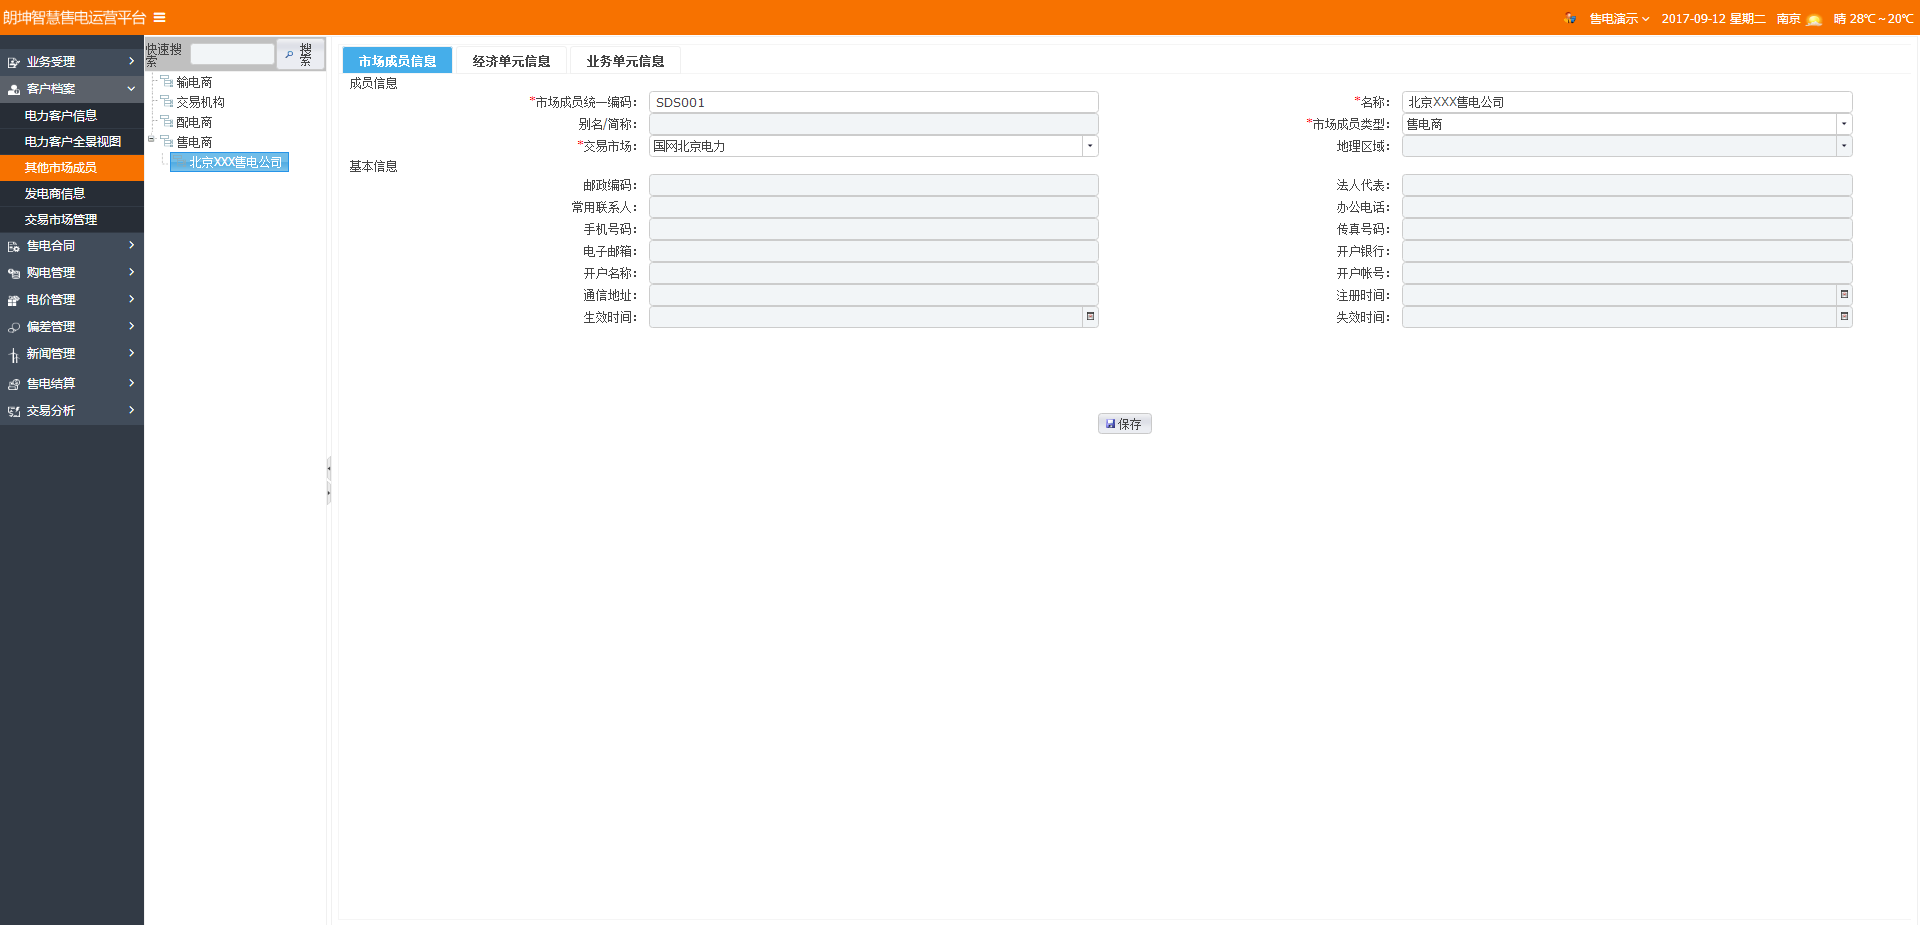 朗坤智慧售电运营平台
售电演示 2017-09-12 星期二 南京 晴 28℃~20℃
业务受理
客户档案
电力客户信息
电力客户全景视图
其他市场成员
发电商信息
交易市场管理
售电合同
购电管理
电价管理
偏差管理
新闻管理
售电结算
交易分析
快速搜索
搜索
输电商
交易机构
配电商
售电商
北京XXX售电公司
市场成员信息 经济单元信息 业务单元信息
成员信息
*市场成员统一编码： SDS001 *名称： 北京XXX售电公司
别名/简称： *市场成员类型： 售电商
*交易市场： 国网北京电力 地理区域：
基本信息
邮政编码： 法人代表：
常用联系人： 办公电话：
手机号码： 传真号码：
电子邮箱： 开户银行：
开户名称： 开户帐号：
通信地址： 注册时间：
生效时间： 失效时间：
保存